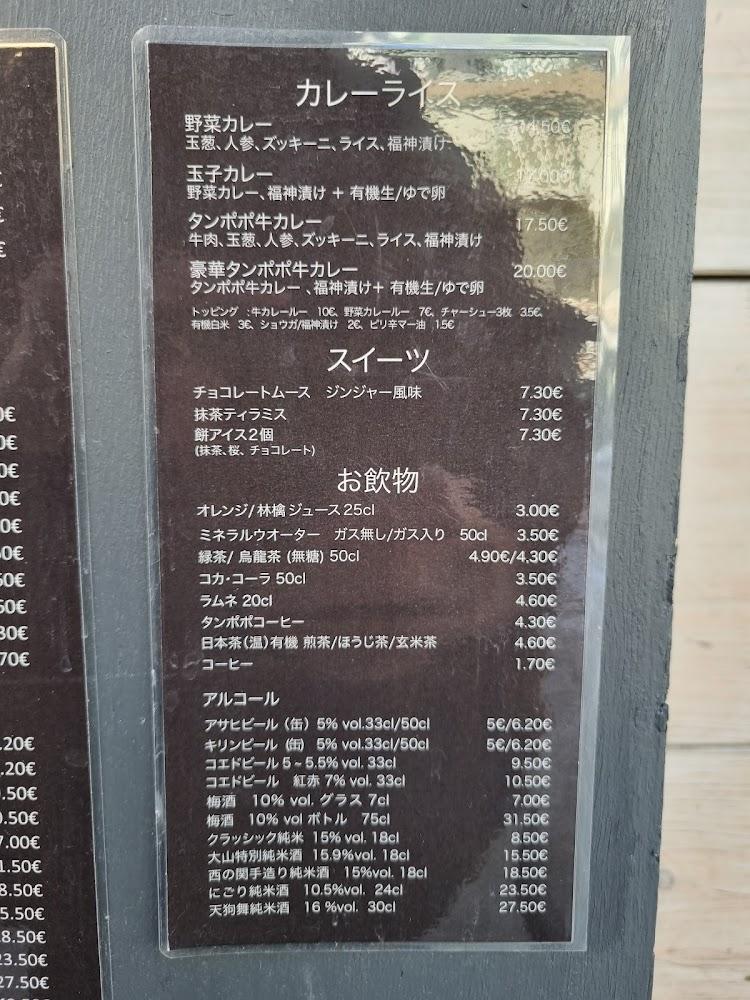 カレーライス
野菜カレー 14.50€
玉葱、人参、ズッキーニ、ライス、福神漬け
玉子カレー 17.00€
野菜カレー、福神漬け + 有機生/ゆで卵
タンポポ牛カレー 17.50€
牛肉、玉葱、人参、ズッキーニ、ライス、福神漬け
豪華タンポポ牛カレー 20.00€
タンポポ牛カレー 、福神漬け+ 有機生/ゆで卵
トッピング :牛カレールー 10€、野菜カレールー 7€、チャーシュー3枚 3.5€、
有機白米 3€、ショウガ/福神漬け 2€、ピリ辛マー油 1.5€
スイーツ
チョコレートムース ジンジャー風味 7.30€
抹茶ティラミス 7.30€
餅アイス2個 7.30€
(抹茶、桜、チョコレート)
お飲物
オレンジ/ 林檎 ジュース 25cl 3.00€
ミネラルウオーター ガス無し/ガス入り 50cl 3.50€
緑茶/ 烏龍茶 (無糖) 50cl 4.90€/4.30€
コカ・コーラ 50cl 3.50€
ラムネ 20cl 4.60€
タンポポコーヒー 4.30€
日本茶(温)有機 煎茶/ほうじ茶/玄米茶 4.60€
コーヒー 1.70€
アルコール
アサヒビール (缶) 5% vol.33cl/50cl 5€/6.20€
キリンビール (缶) 5% vol.33cl/50cl 5€/6.20€
コエドビール 5 ~ 5.5% vol. 33cl 9.50€
コエドビール 紅赤 7% vol. 33cl 10.50€
梅酒 10% vol. グラス 7cl 7.00€
梅酒 10% vol ボトル 75cl 31.50€
クラッシック純米 15% vol. 18cl 8.50€
大山特別純米酒 15.9%vol. 18cl 15.50€
西の関手造り純米酒 15%vol. 18cl 18.50€
にごり純米酒 10.5%vol. 24cl 23.50€
天狗舞純米酒 16 %vol. 30cl 27.50€